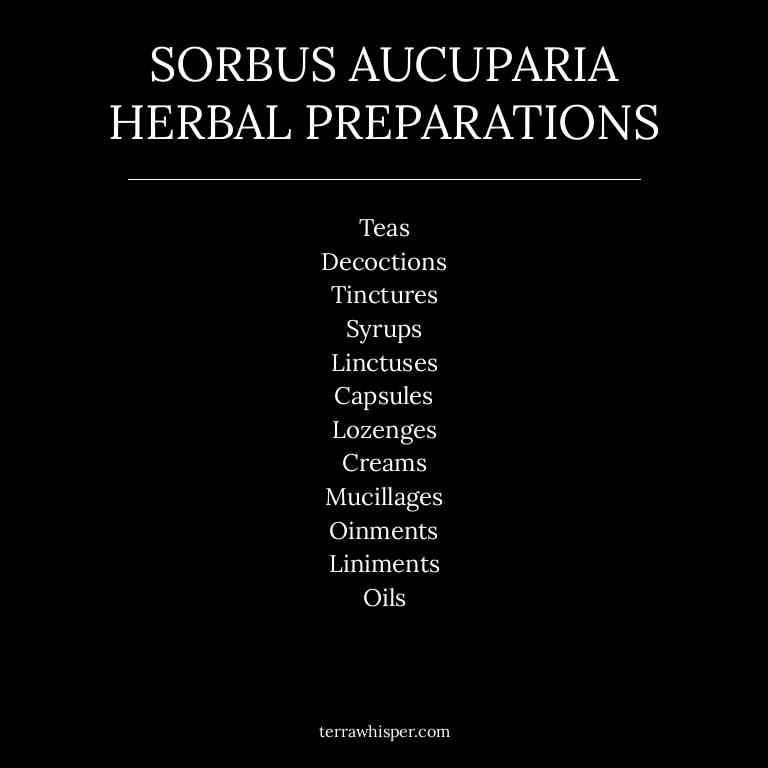 SORBUS AUCUPARIA
HERBAL PREPARATIONS
Teas
Decoctions
Tinctures
Syrups
Linctuses
Capsules
Lozenges
Creams
Mucillages
Oinments
Liniments
Oils
terrawhisper.com